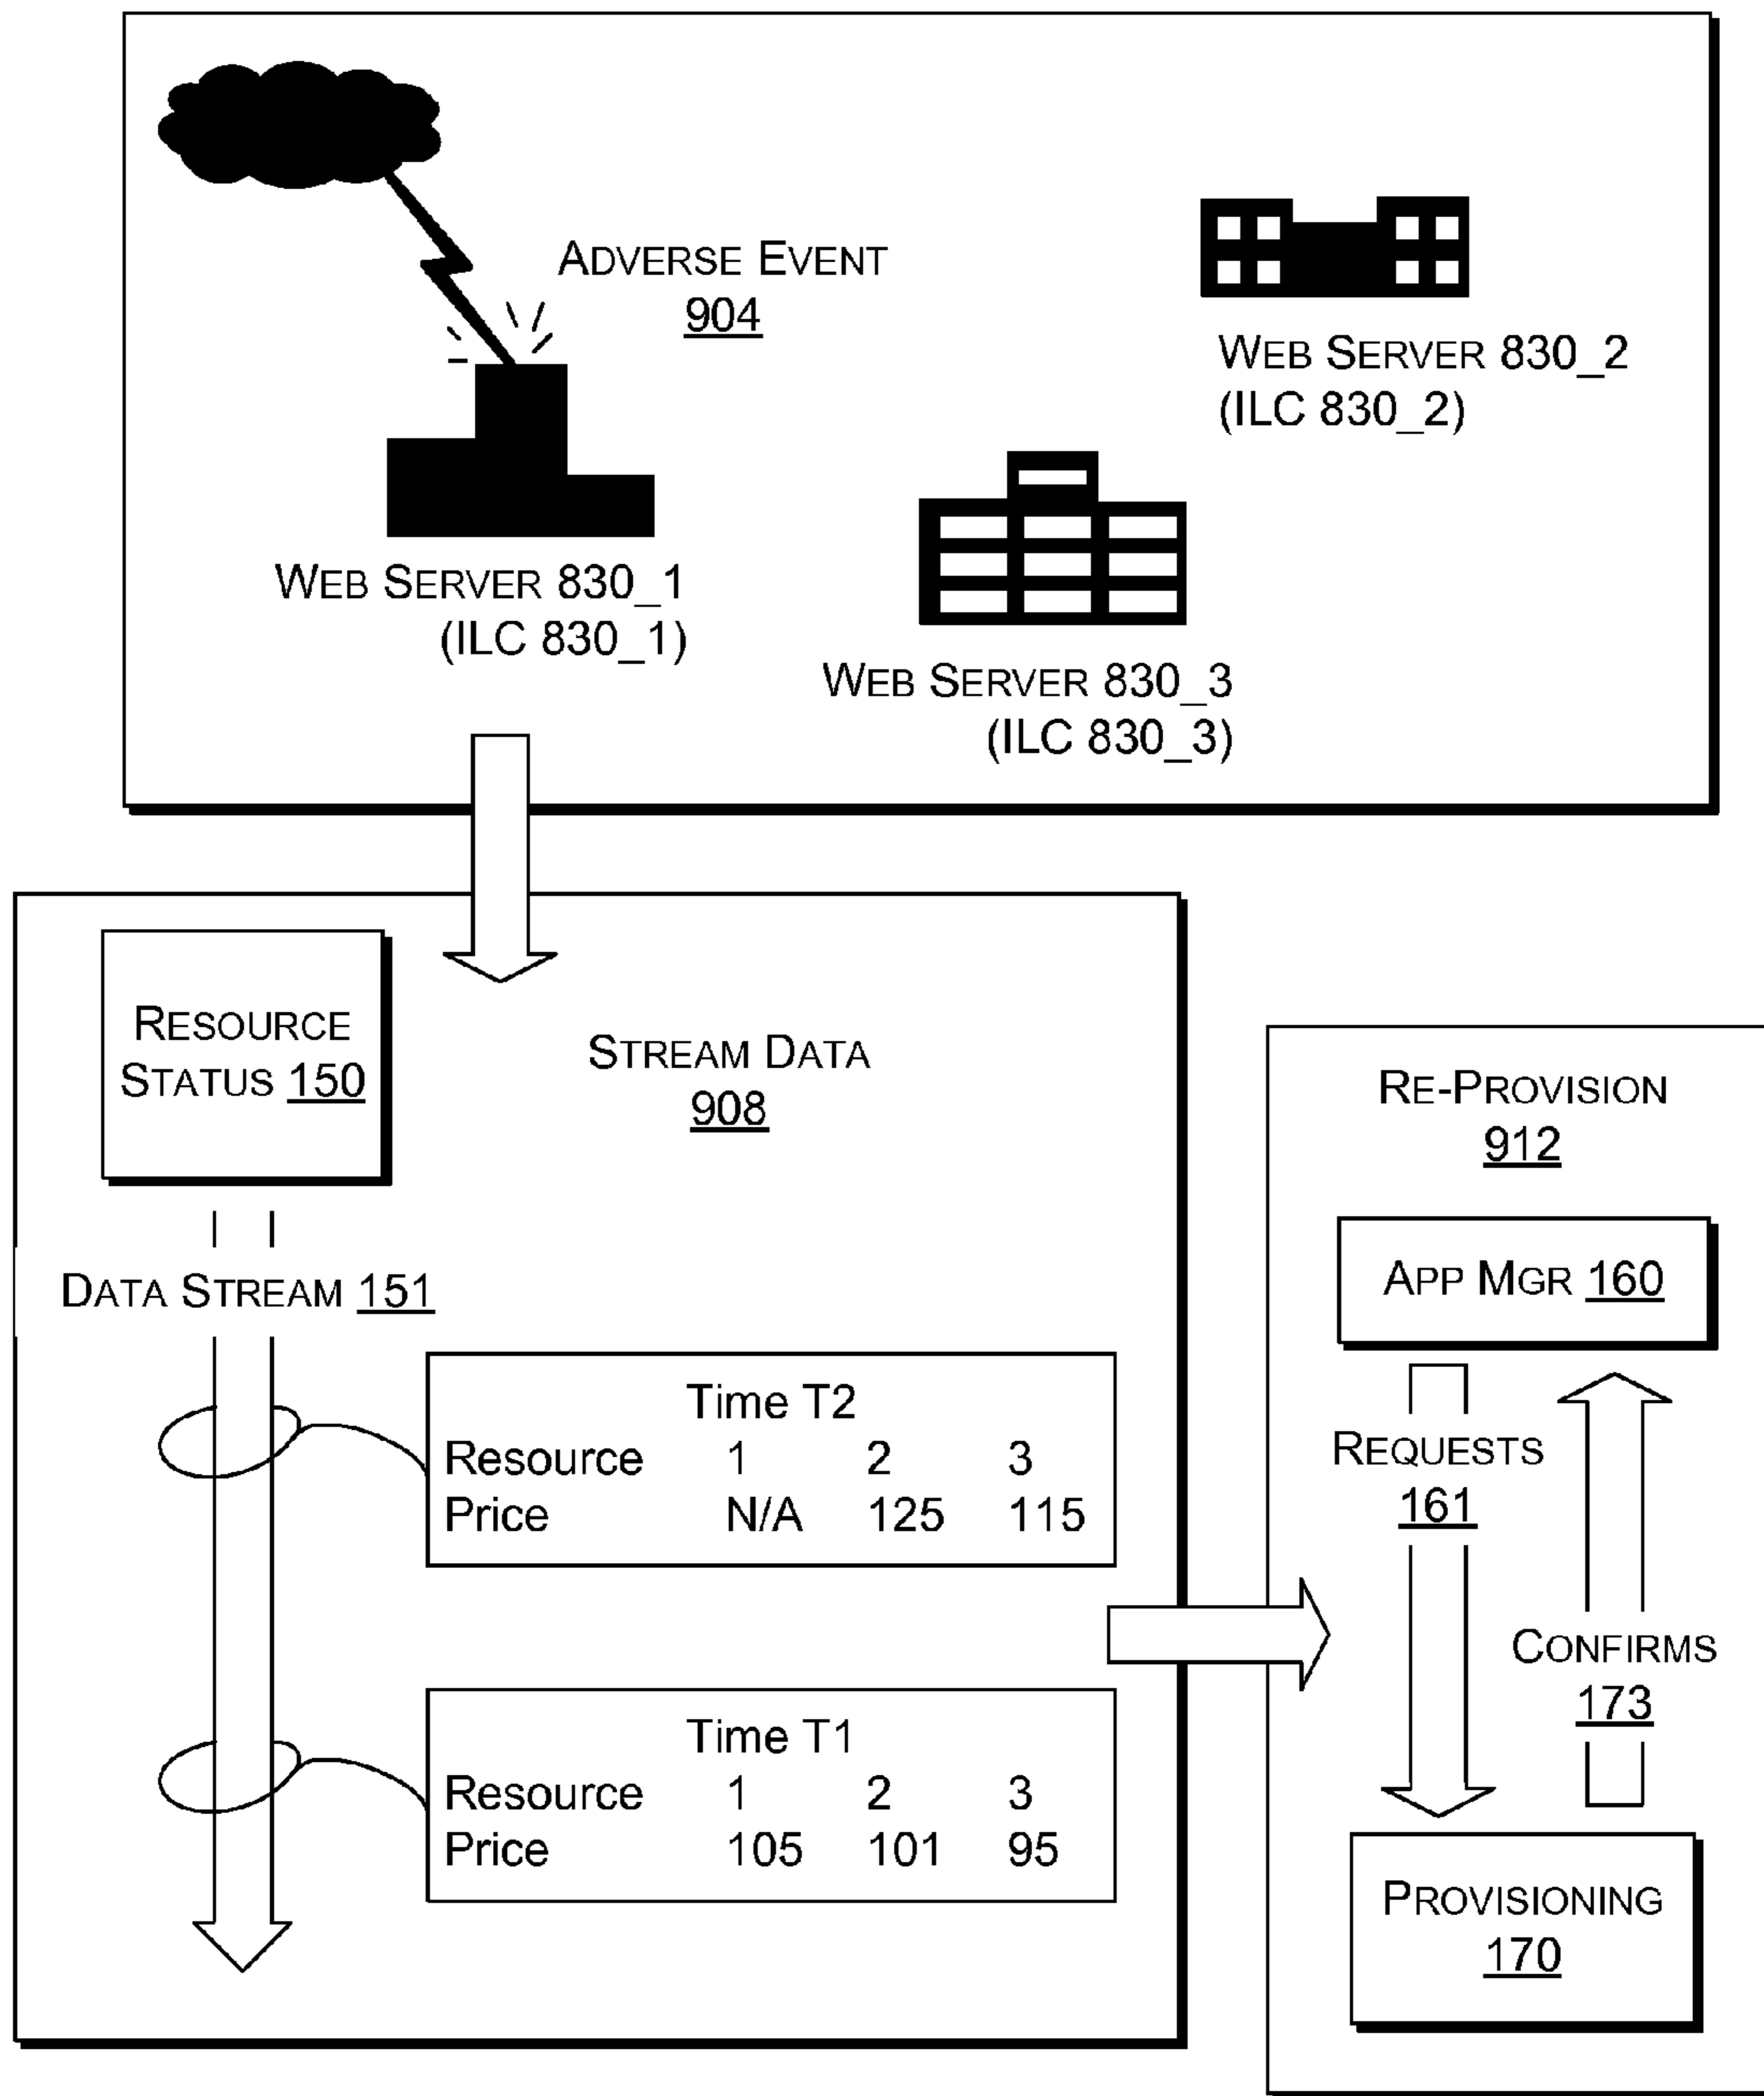 ADVERSE EVENT
904
WEB SERVER 830_2
(ILC 830_2)
WEB SERVER 830_1
(ILC 830_1)
WEB SERVER 830_3
(ILC 830_3)
RESOURCE
STATUS 150
STREAM DATA
908
DATA STREAM 151
Time T2
Resource 1 2 3
Price N/A 125 115
Time T1
Resource 1 2 3
Price 105 101 95
RE-PROVISION
912
APP MGR 160
REQUESTS
161
CONFIRMS
173
PROVISIONING
170